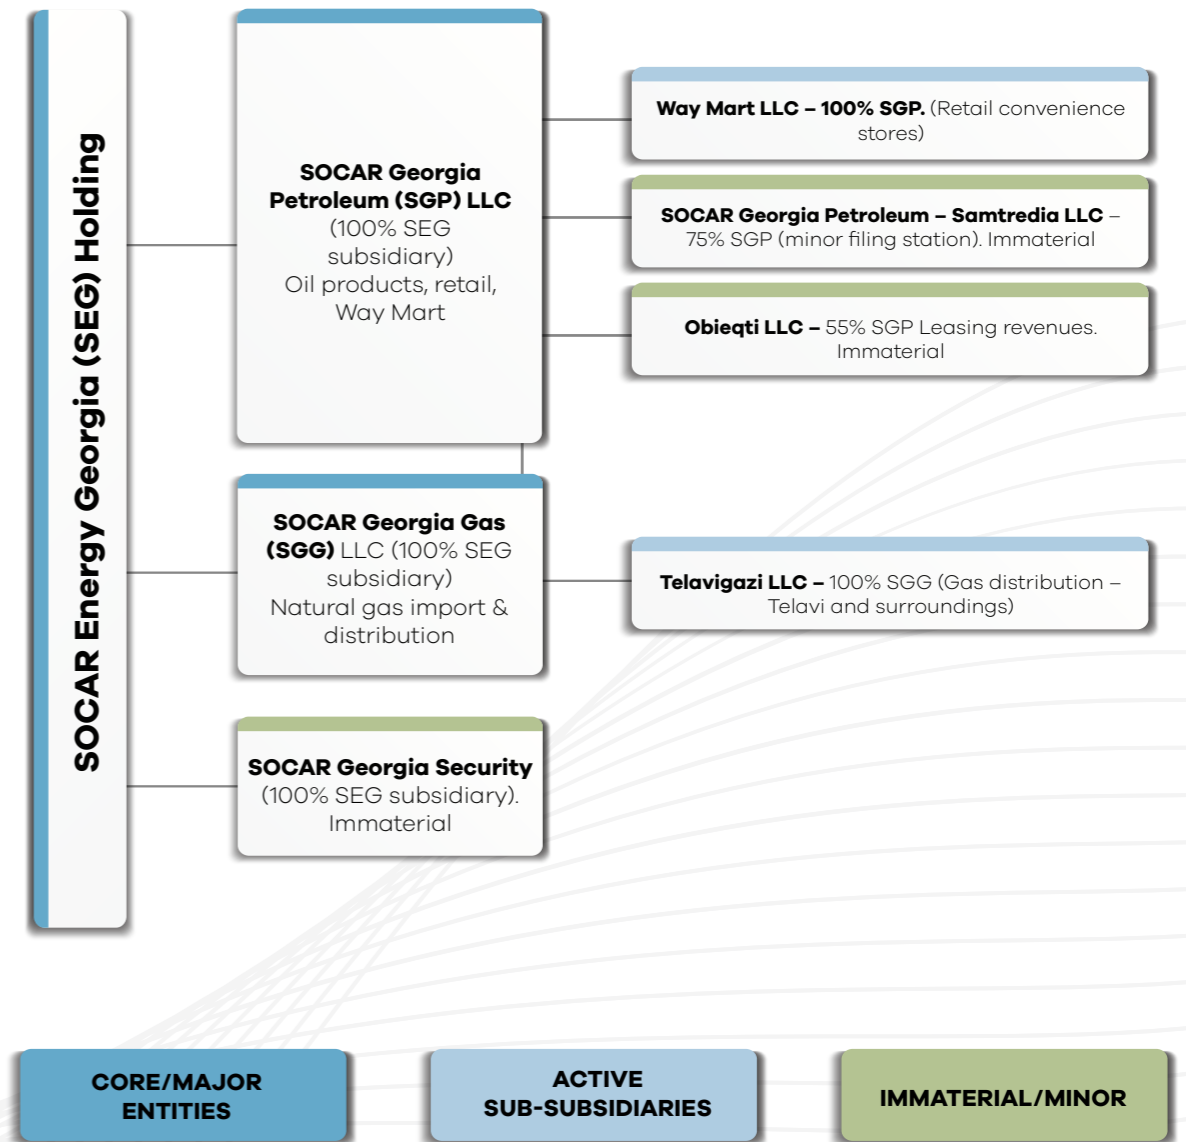 SOCAR Energy Georgia (SEG) Holding
SOCAR Georgia
Petroleum (SGP) LLC
(100% SEG
subsidiary)
Oil products, retail,
Way Mart
Way Mart LLC – 100% SGP. (Retail convenience
stores)
SOCAR Georgia Petroleum – Samtredia LLC –
75% SGP (minor filing station). Immaterial
Obieqti LLC – 55% SGP Leasing revenues.
Immaterial
SOCAR Georgia Gas
(SGG) LLC (100% SEG
subsidiary)
Natural gas import &
distribution
Telavigazi LLC – 100% SGG (Gas distribution –
Telavi and surroundings)
SOCAR Georgia Security
(100% SEG subsidiary).
Immaterial
CORE/MAJOR
ENTITIES
ACTIVE
SUB-SUBSIDIARIES
IMMATERIAL/MINOR